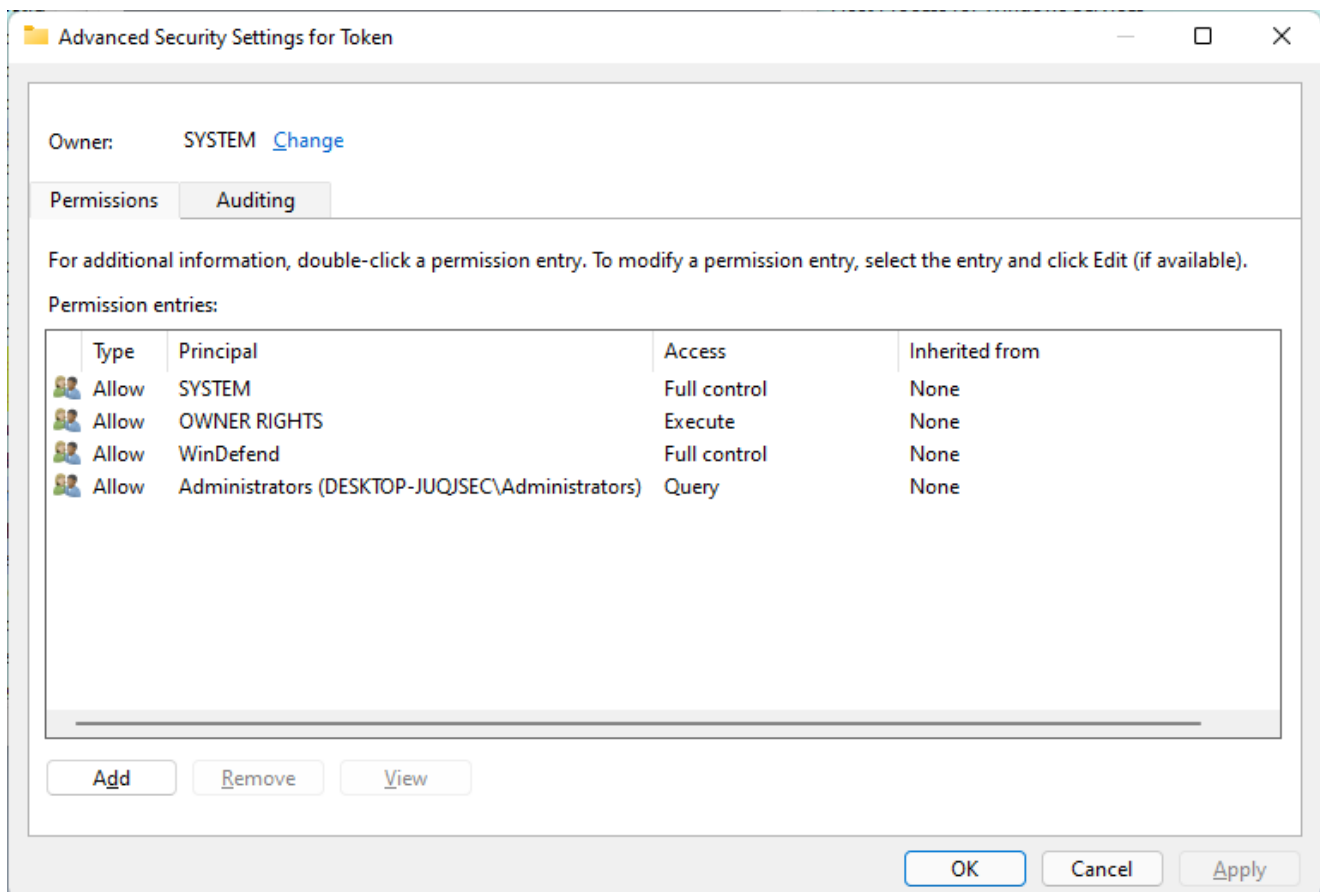 Advanced Security Settings for Token
Owner: SYSTEM Change
Permissions Auditing
For additional information, double-click a permission entry. To modify a permission entry, select the entry and click Edit (if available).
Permission entries:
Type Principal Access Inherited from
Allow SYSTEM Full control None
Allow OWNER RIGHTS Execute None
Allow WinDefend Full control None
Allow Administrators (DESKTOP-JUQJSEC\Administrators) Query None
Add Remove View
OK Cancel Apply